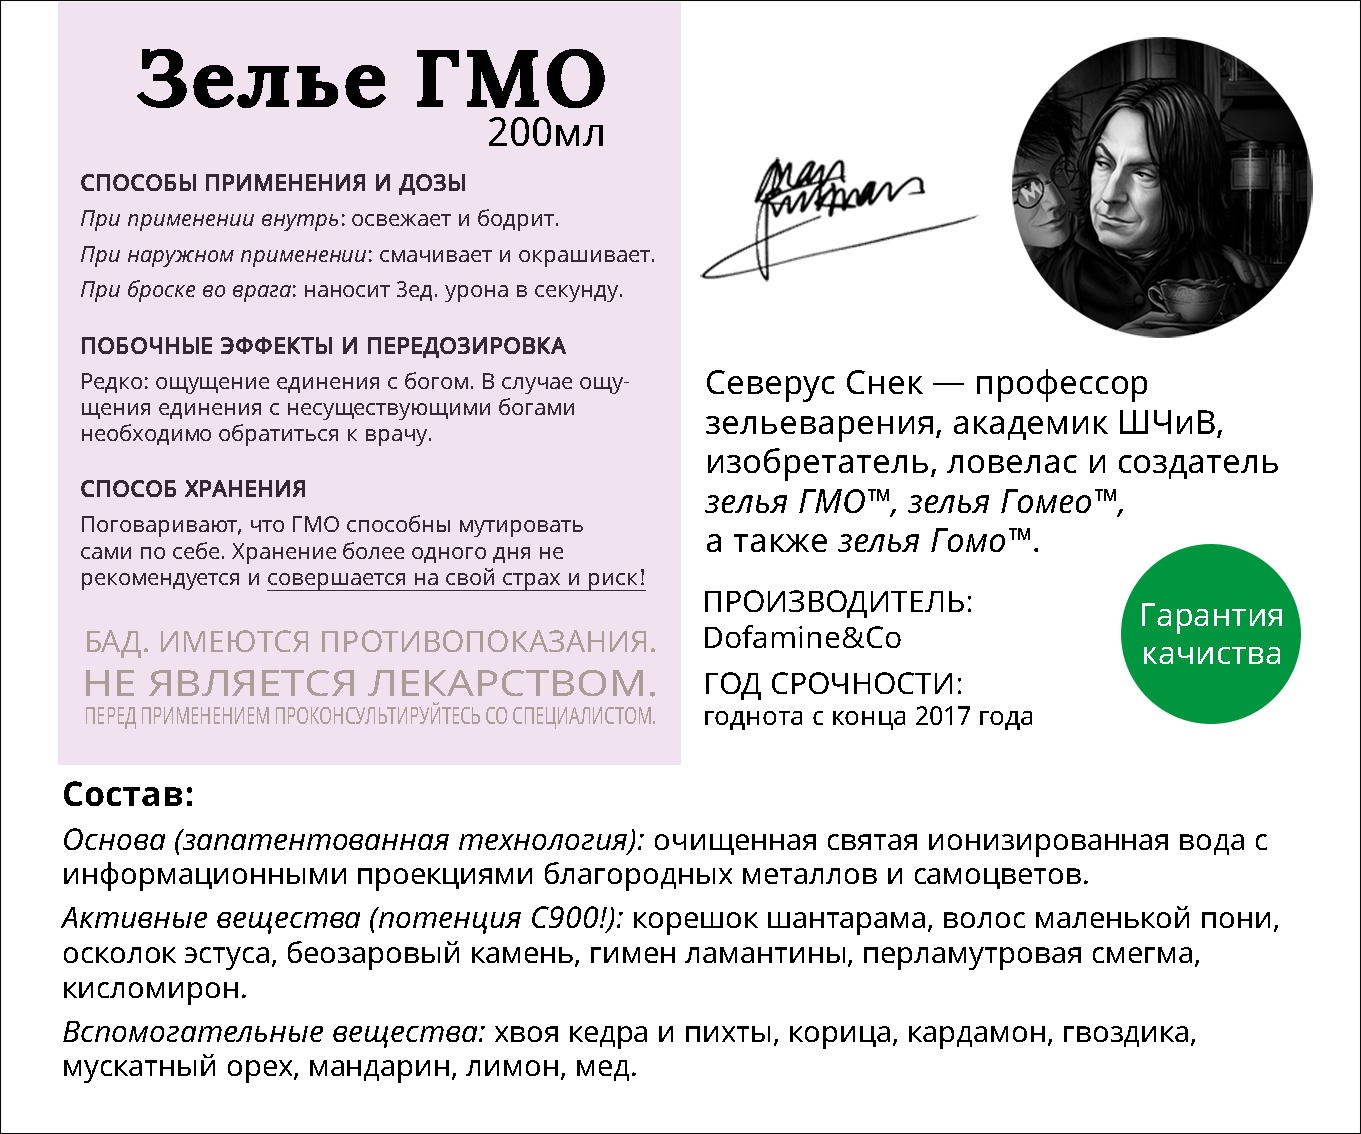 Зелье ГМО
200мл
СПОСОБЫ ПРИМЕНЕНИЯ И ДОЗЫ
При применении внутрь: освежает и бодрит.
При наружном применении: смачивает и окрашивает.
При броске во врага: наносит 3ед. урона в секунду.
ПОБОЧНЫЕ ЭФФЕКТЫ И ПЕРЕДОЗИРОВКА
Редко: ощущение единения с богом. В случае ощу-
щения единения с несуществующими богами
необходимо обратиться к врачу.
СПОСОБ ХРАНЕНИЯ
Поговаривают, что ГМО способны мутировать
сами по себе. Хранение более одного дня не
рекомендуется и совершается на свой страх и риск!
БАД. ИМЕЮТСЯ ПРОТИВОПОКАЗАНИЯ.
НЕ ЯВЛЯЕТСЯ ЛЕКАРСТВОМ.
ПЕРЕД ПРИМЕНЕНИЕМ ПРОКОНСУЛЬТИРУЙТЕСЬ СО СПЕЦИАЛИСТОМ.
Северус Снек — профессор
зельеварения, академик ШЧиВ,
изобретатель, ловелас и создатель
зелья ГМО™, зелья Гомео™,
а также зелья Гомо™.
ПРОИЗВОДИТЕЛЬ:
Dofamine&Co
ГОД СРОЧНОСТИ:
годнота с конца 2017 года
Гарантия
качиства
Состав:
Основа (запатентованная технология): очищенная святая ионизированная вода с
информационными проекциями благородных металлов и самоцветов.
Активные вещества (потенция С900!): корешок шантарама, волос маленькой пони,
осколок эстуса, беозаровый камень, гимен ламантины, перламутровая смегма,
кисломирон.
Вспомогательные вещества: хвоя кедра и пихты, корица, кардамон, гвоздика,
мускатный орех, мандарин, лимон, мед.